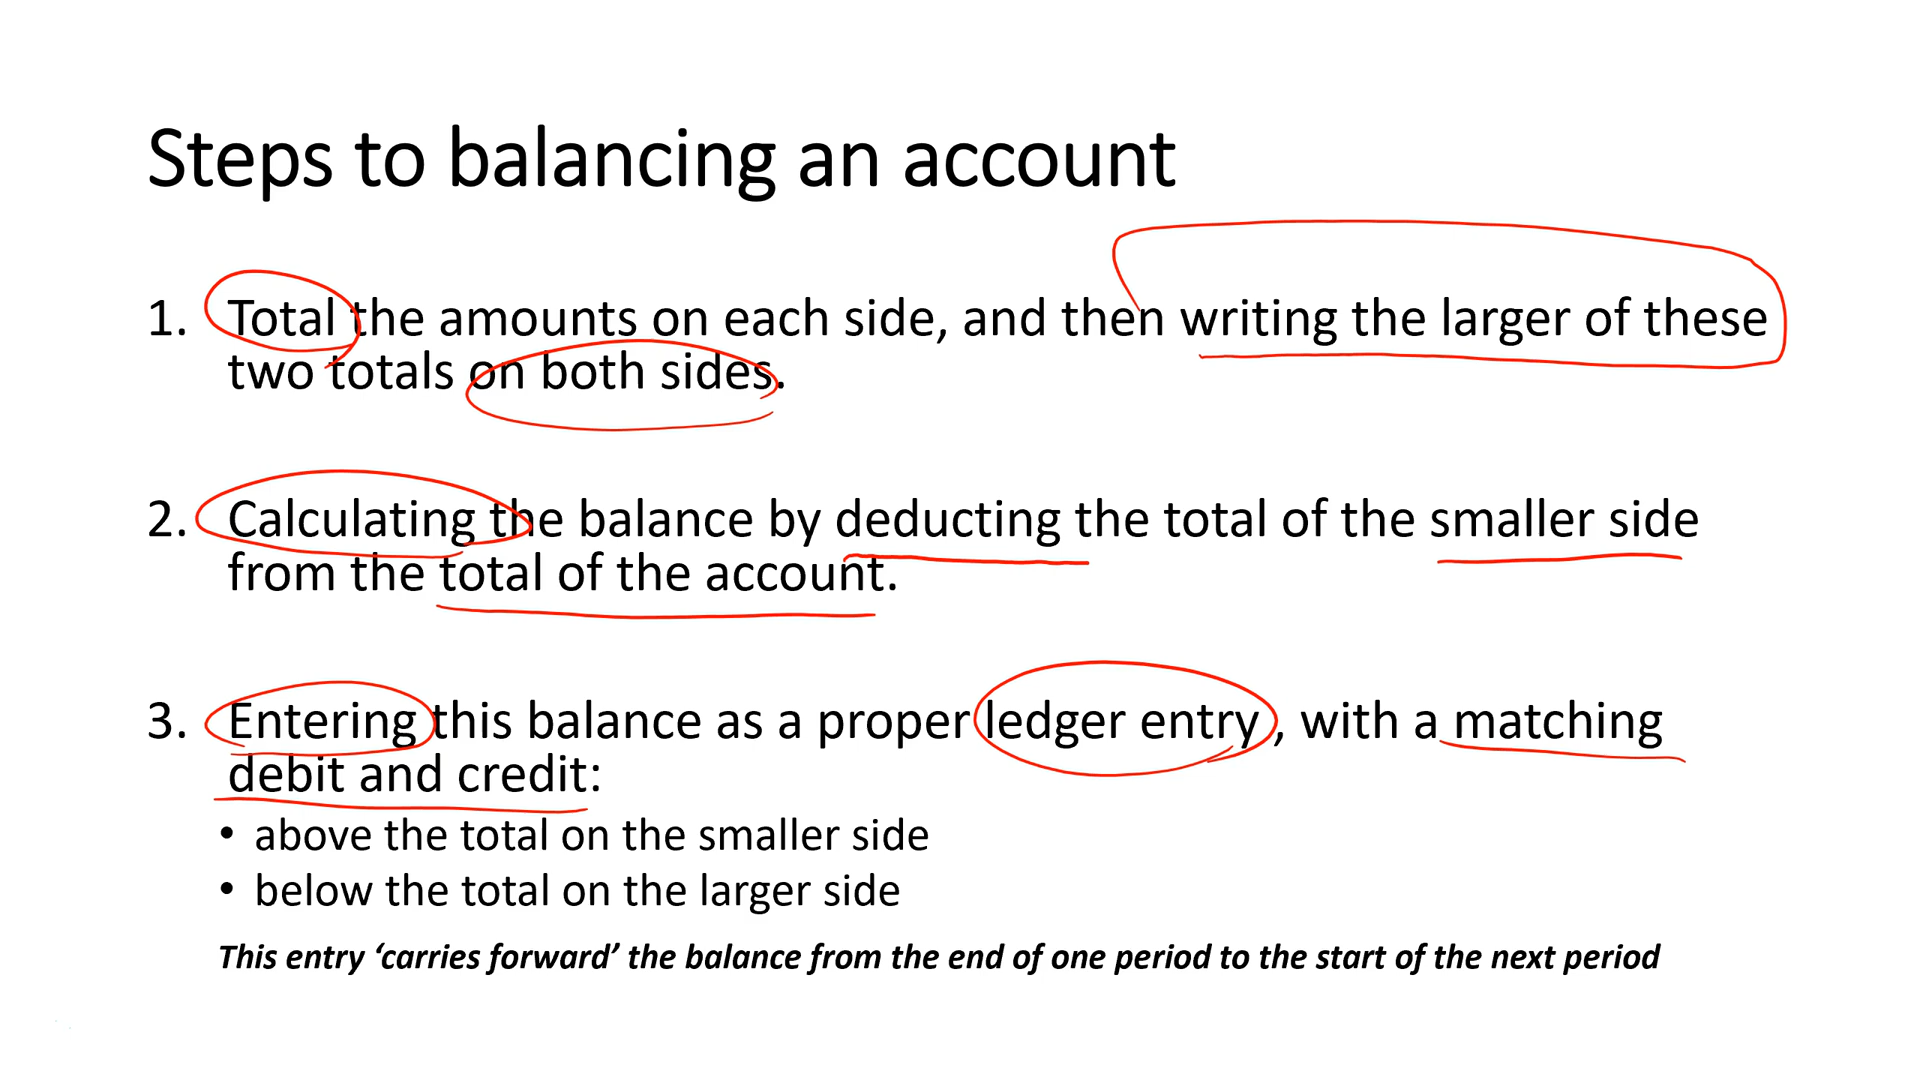 Steps to balancing an account
1. Total the amounts on each side, and then writing the larger of these
two totals on both sides.
2. Calculating the balance by deducting the total of the smaller side
from the total of the account.
3. Entering this balance as a proper ledger entry, with a matching
debit and credit:
• above the total on the smaller side
• below the total on the larger side
This entry ‘carries forward’ the balance from the end of one period to the start of the next period